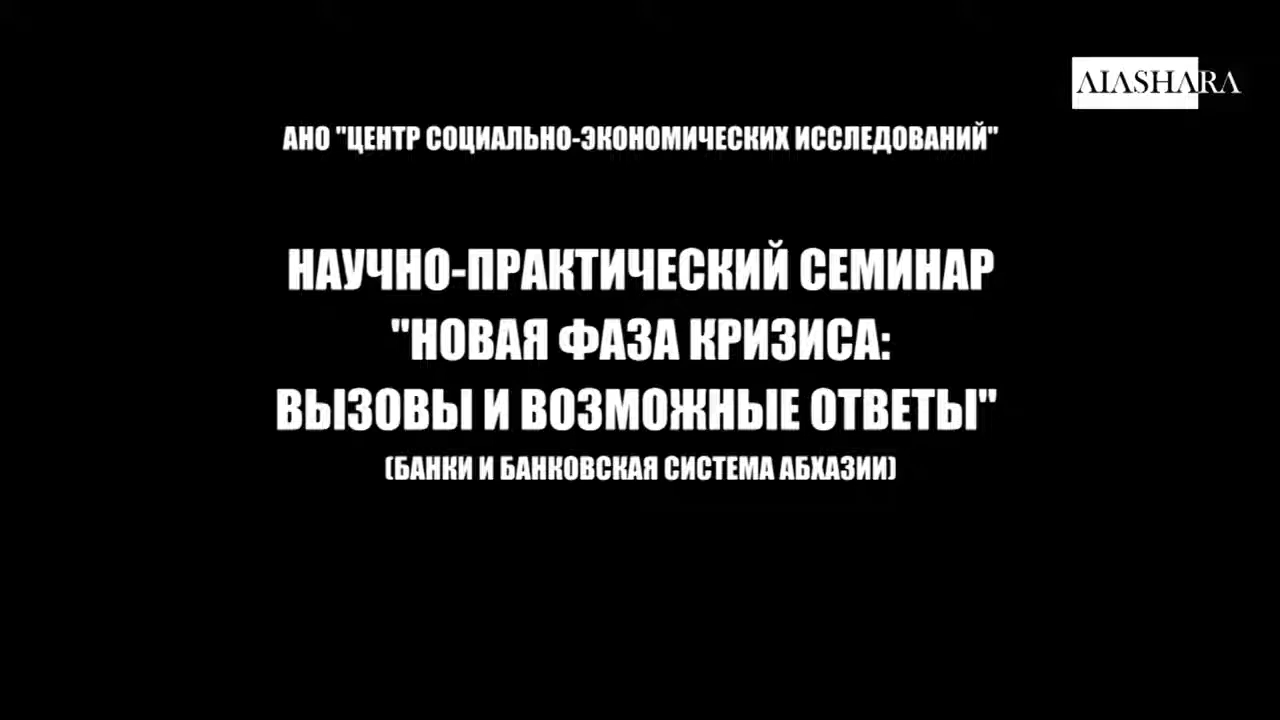 AIASHARA
АНО "ЦЕНТР СОЦИАЛЬНО-ЭКОНОМИЧЕСКИХ ИССЛЕДОВАНИЙ"
НАУЧНО-ПРАКТИЧЕСКИЙ СЕМИНАР
"НОВАЯ ФАЗА КРИЗИСА:
ВЫЗОВЫ И ВОЗМОЖНЫЕ ОТВЕТЫ"
(БАНКИ И БАНКОВСКАЯ СИСТЕМА АБХАЗИИ)